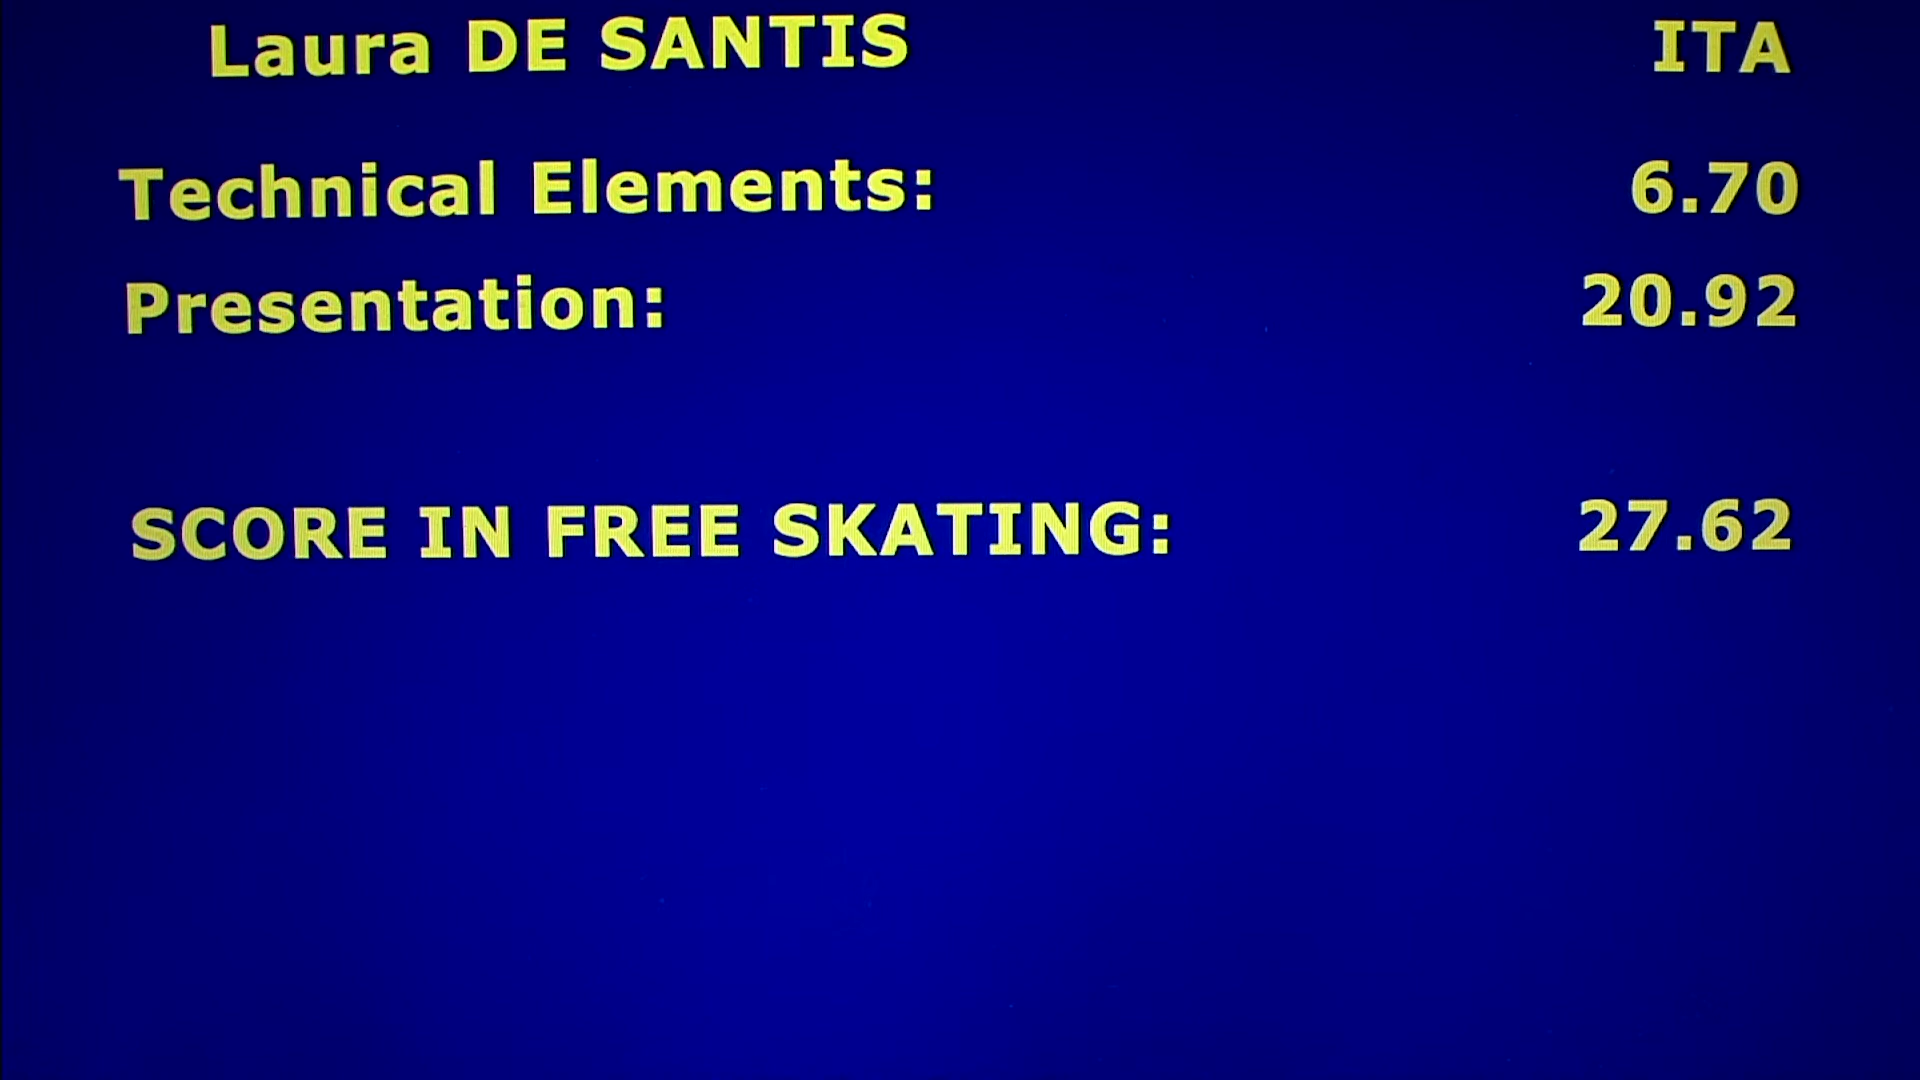 Laura DE SANTIS ITA
Technical Elements: 6.70
Presentation: 20.92
SCORE IN FREE SKATING: 27.62